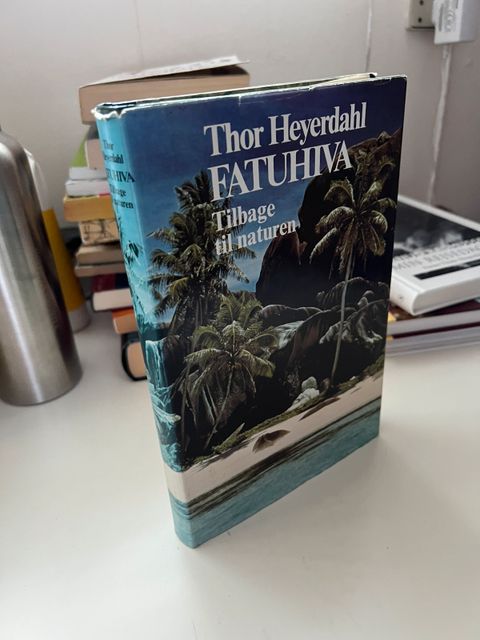 Thor Heyerdahl
FATUHIVA
Tilbage
til naturen
Thor
Heyerdahl
FATUHIVA
Tilbage
til naturen